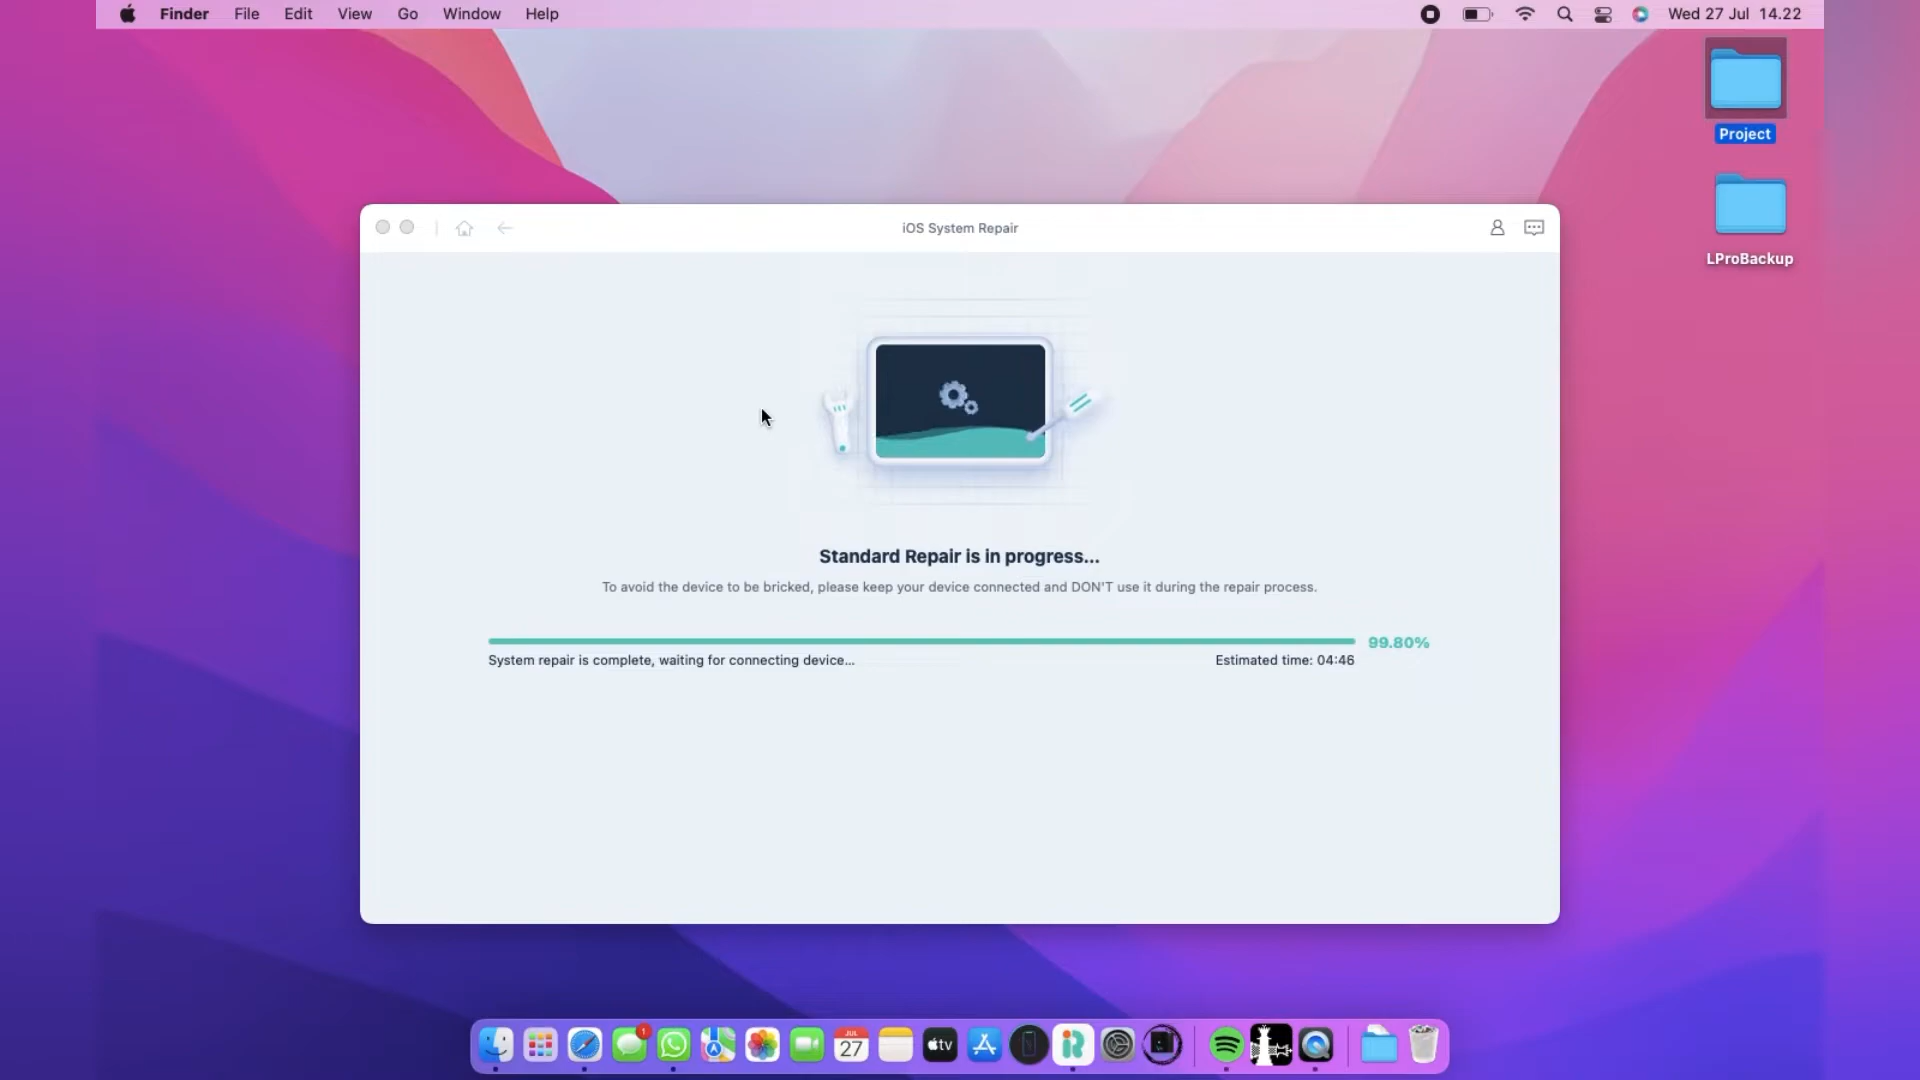 Finder File Edit View Go Window Help Wed 27 Jul 14.22
Project
iOS System Repair
LProBackup
Standard Repair is in progress...
To avoid the device to be bricked, please keep your device connected and DON'T use it during the repair process.
99.80%
System repair is complete, waiting for connecting device... Estimated time: 04:46
1
JUL
27
tv